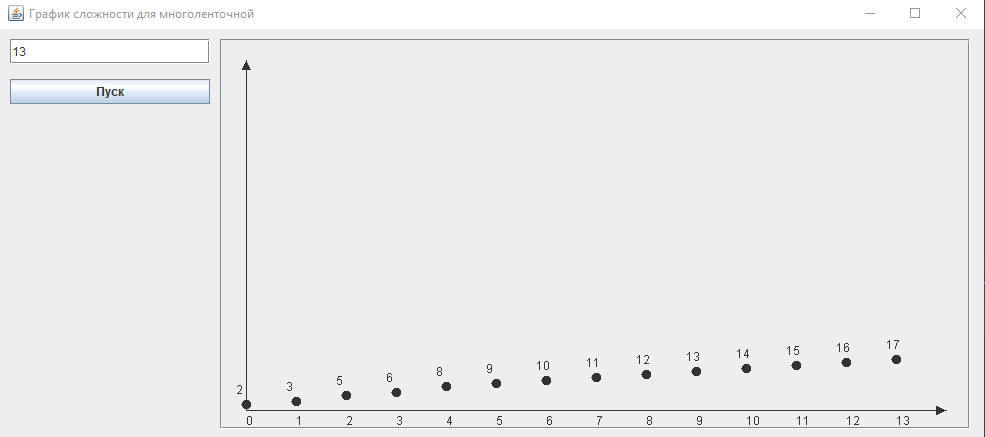 График сложности для многоленточной
13
Пуск
2 3 5 6 8 9 10 11 12 13 14 15 16 17
0 1 2 3 4 5 6 7 8 9 10 11 12 13